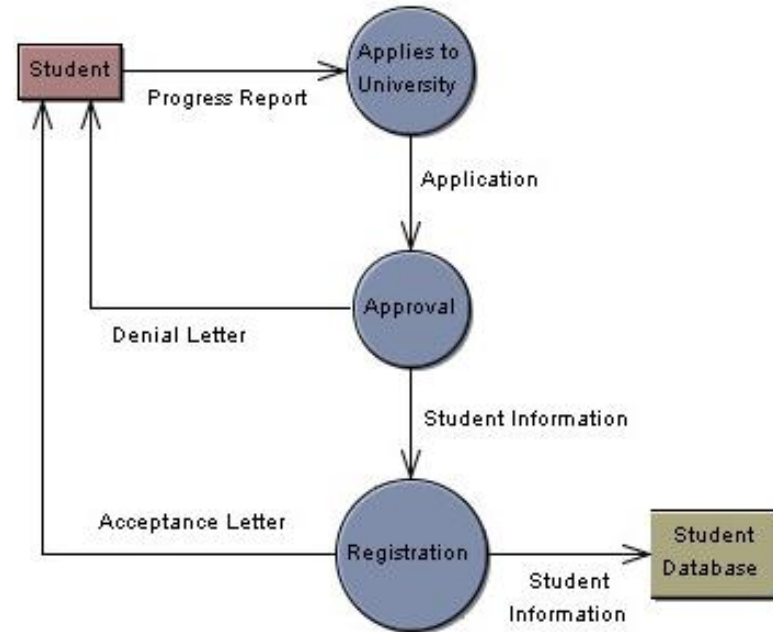 Student
Applies to
University
Progress Report
Application
Approval
Denial Letter
Student Information
Acceptance Letter
Registration
Student
Database
Student
Information